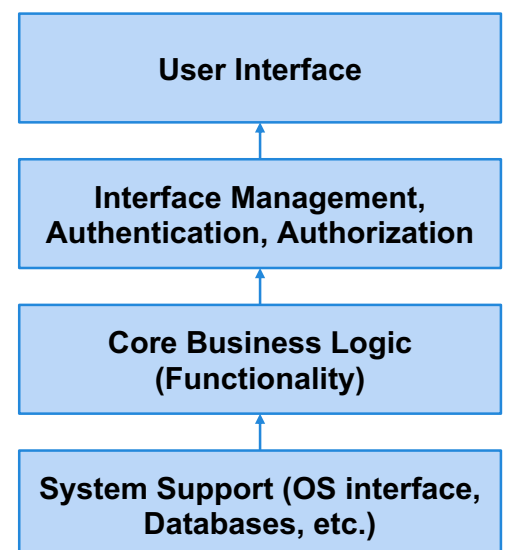 User Interface
Interface Management,
Authentication, Authorization
Core Business Logic
(Functionality)
System Support (OS interface,
Databases, etc.)